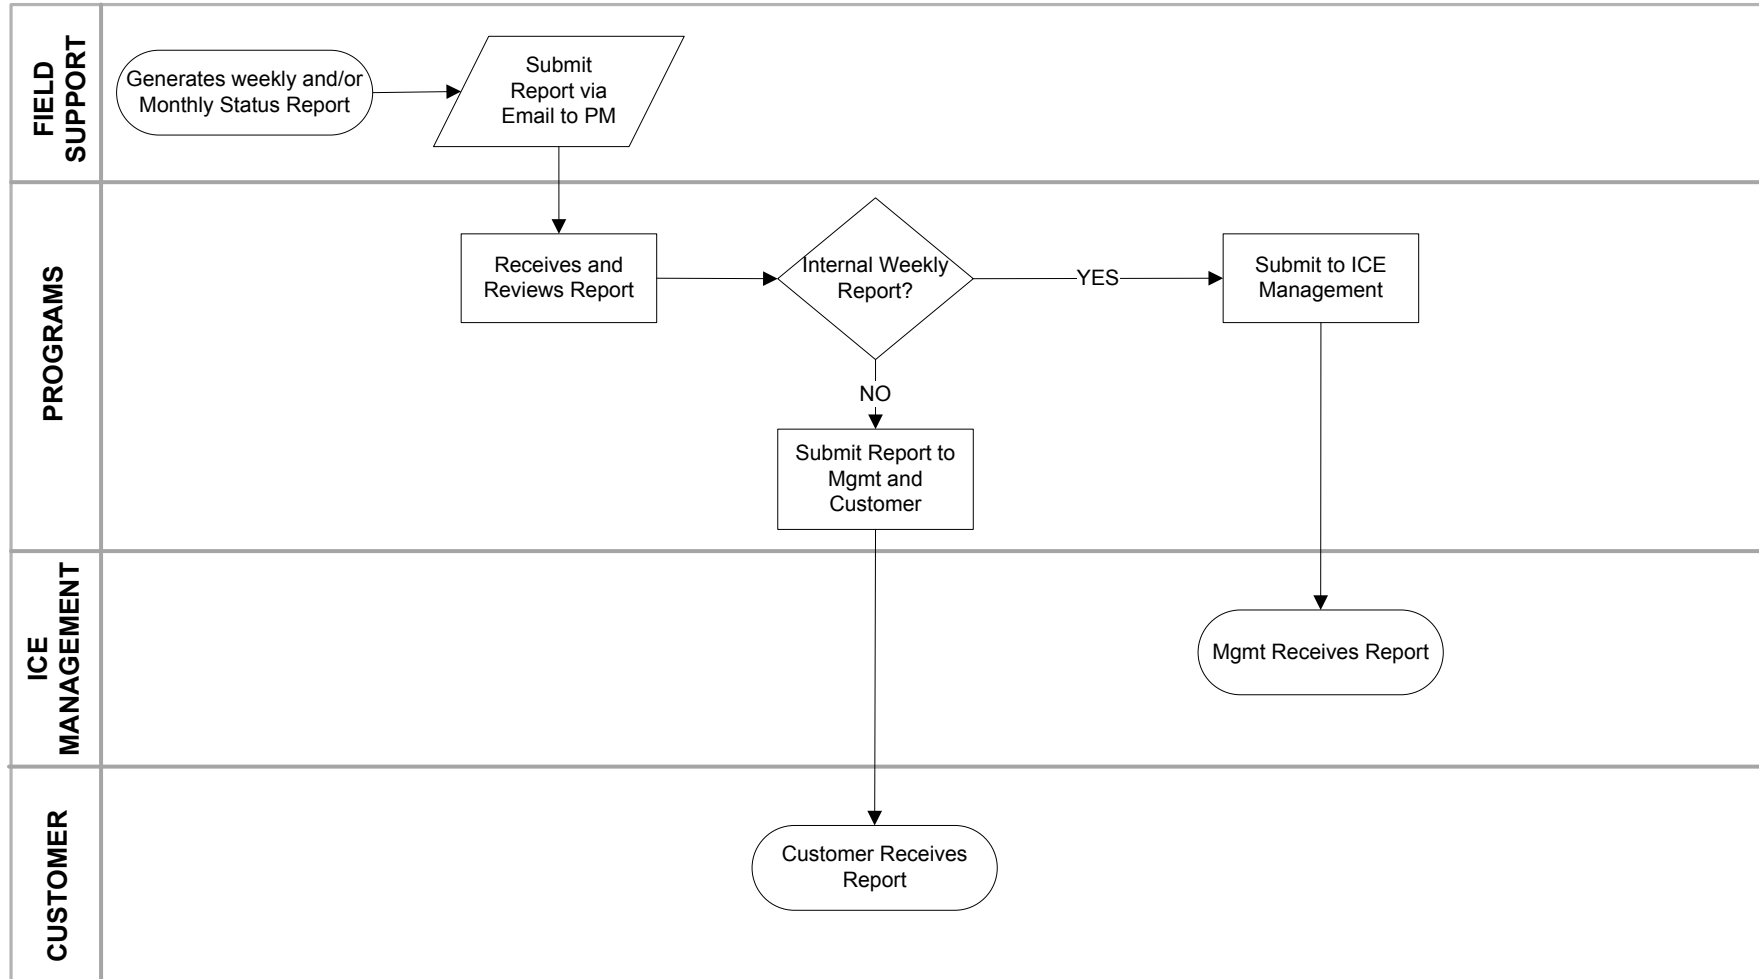 FIELD
SUPPORT
Generates weekly and/or
Monthly Status Report
Submit
Report via
Email to PM
PROGRAMS
Receives and
Reviews Report
Internal Weekly
Report?
YES
Submit to ICE
Management
NO
Submit Report to
Mgmt and
Customer
ICE
MANAGEMENT
Mgmt Receives Report
CUSTOMER
Customer Receives
Report